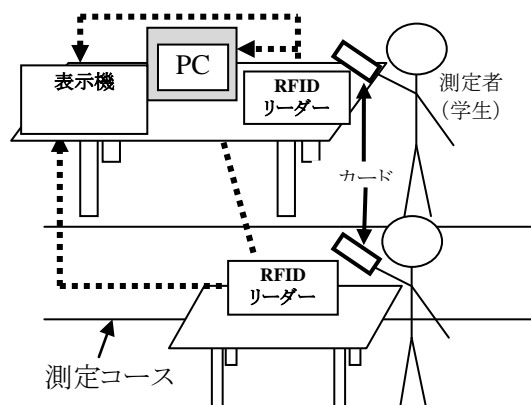 PC
表示機
RFID
リーダー
測定者
(学生)
カード
RFID
リーダー
測定コース